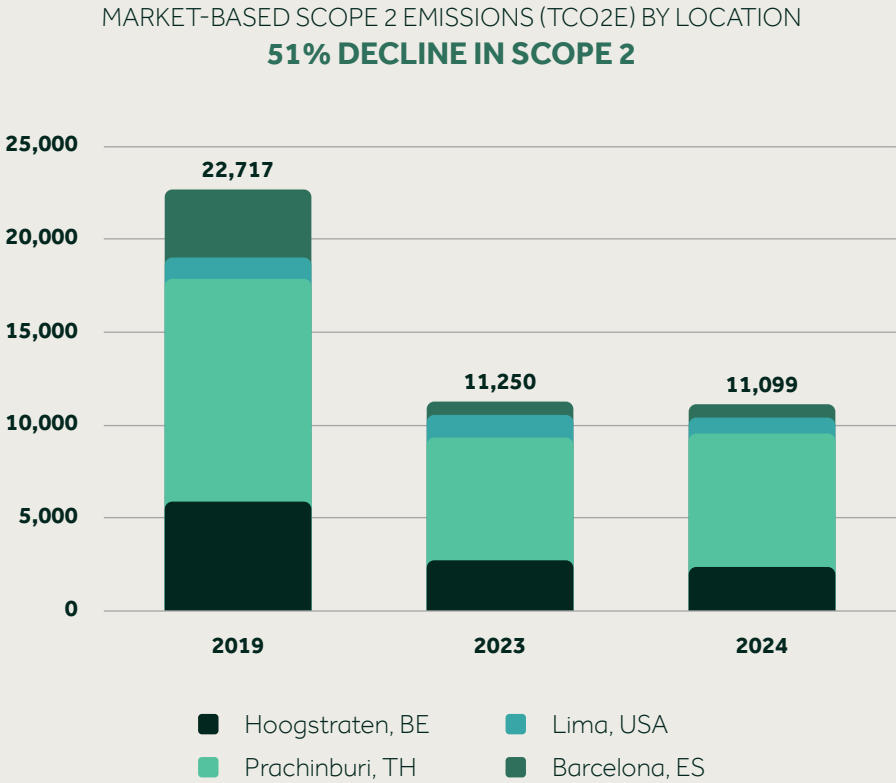 MARKET-BASED SCOPE 2 EMISSIONS (TCO2E) BY LOCATION
51% DECLINE IN SCOPE 2
25,000
20,000
15,000
10,000
5,000
0
22,717
11,250
11,099
2019
2023
2024
Hoogstraten, BE
Lima, USA
Prachinburi, TH
Barcelona, ES